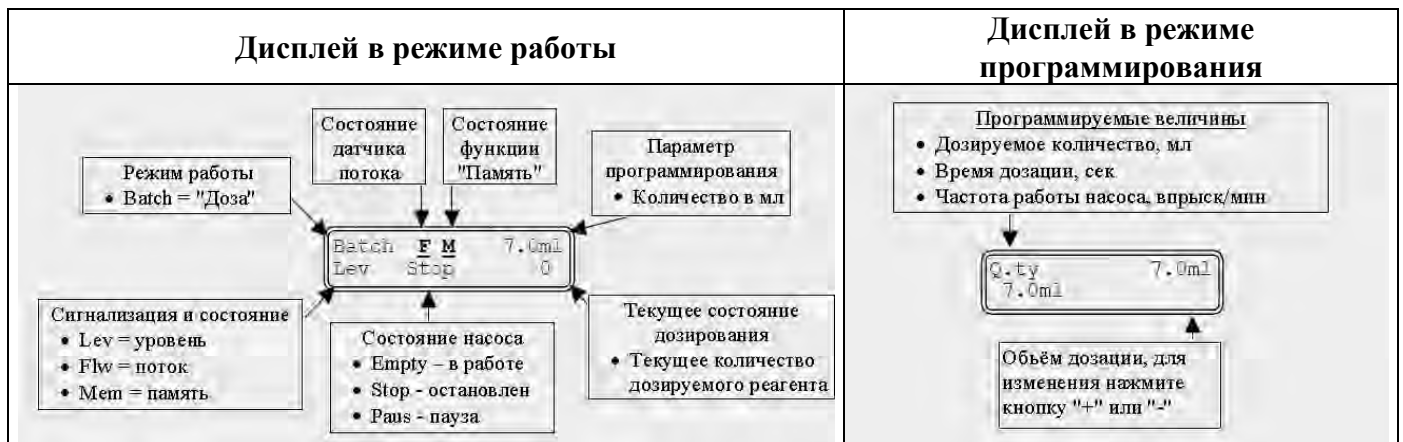 Дисплей в режиме работы
Дисплей в режиме
программирования
Режим работы
• Batch = "Доза"
Состояние
датчика
потока
Состояние
функции
"Память"
Параметр
программирования
• Количество в мл
Batch F M 7.0ml
Lev Stop 0
Сигнализация и состояние
• Lev = уровень
• Flw = поток
• Mem = память
Состояние насоса
• Empty – в работе
• Stop - остановлен
• Paus - пауза
Текущее состояние
дозирования
• Текущее количество
дозируемого реагента
Программируемые величины
• Дозируемое количество, мл
• Время дозации, сек
• Частота работы насоса, впрыск/мин
Q.ty 7.0ml
7.0ml
Обьём дозации, для
изменения нажмите
кнопку "+" или "-"